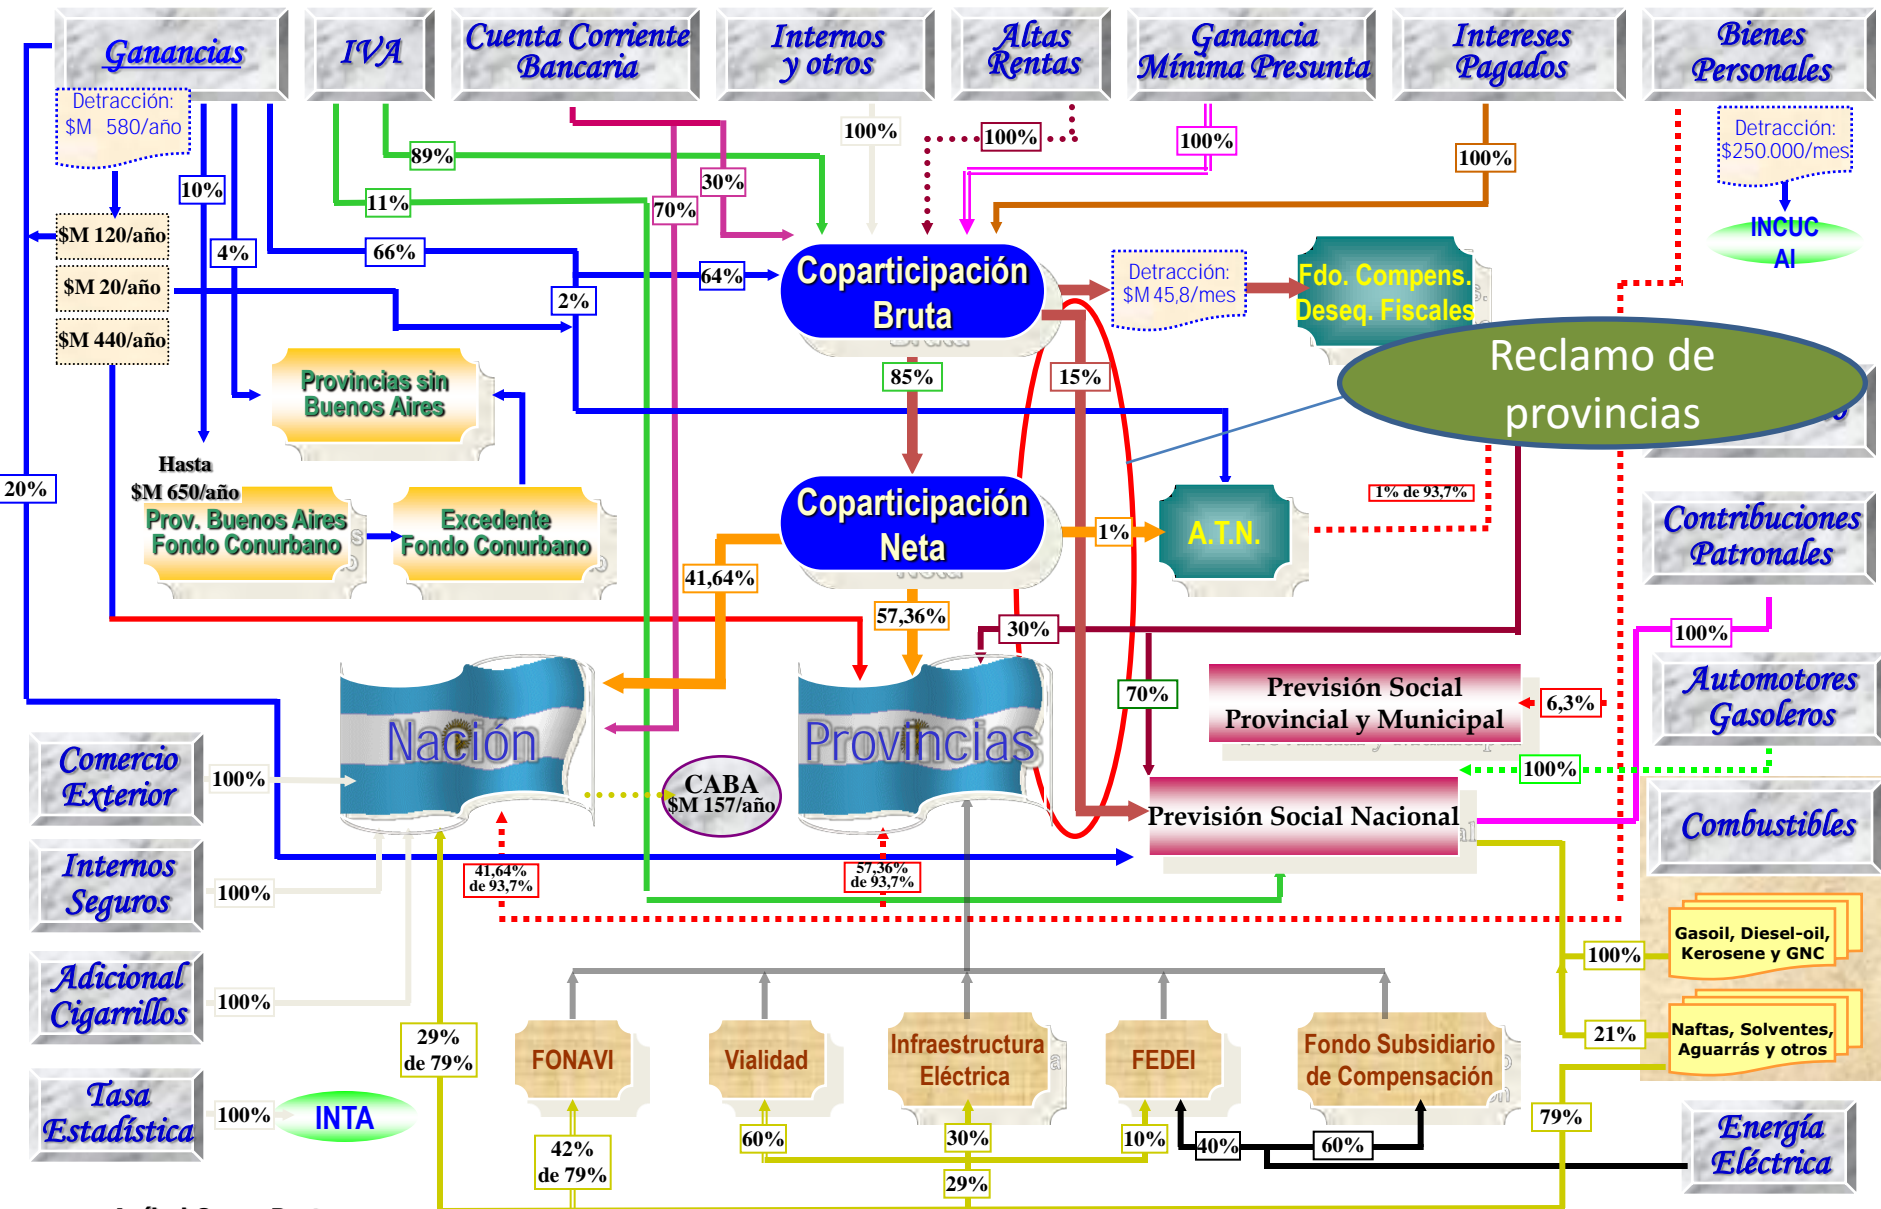 Ganancias
IVA
Cuenta Corriente
Bancaria
Internos
y otros
Altas
Rentas
Ganancia
Mínima Presunta
Intereses
Pagados
Bienes
Personales
Detracción:
$M 580/año
Detracción:
$250.000/mes
100%
100%
100%
100%
89%
10%
30%
11%
70%
$M 120/año
4%
66%
64%
INCUC
AI
$M 20/año
2%
Coparticipación
Bruta
Detracción:
$M 45,8/mes
Fdo. Compens.
Deseq. Fiscales
$M 440/año
Reclamo de
provincias
Provincias sin
Buenos Aires
85%
15%
Hasta
$M 650/año
20%
1% de 93,7%
Prov. Buenos Aires
Fondo Conurbano
Excedente
Fondo Conurbano
Coparticipación
Neta
1%
A.T.N.
Contribuciones
Patronales
41,64%
57,36%
30%
100%
70%
Previsión Social
Provincial y Municipal
6,3%
Automotores
Gasoleros
Nación
Provincias
Comercio
Exterior
100%
CABA
$M 157/año
100%
Previsión Social Nacional
Combustibles
Internos
Seguros
100%
41,64%
de 93,7%
57,36%
de 93,7%
Gasoil, Diesel-oil,
Kerosene y GNC
100%
Adicional
Cigarrillos
100%
29%
de 79%
FONAVI
Vialidad
Infraestructura
Eléctrica
FEDEI
Fondo Subsidiario
de Compensación
21%
Naftas, Solventes,
Aguarrás y otros
Tasa
Estadística
100%
INTA
42%
de 79%
60%
30%
10%
40%
60%
79%
29%
Energía
Eléctrica